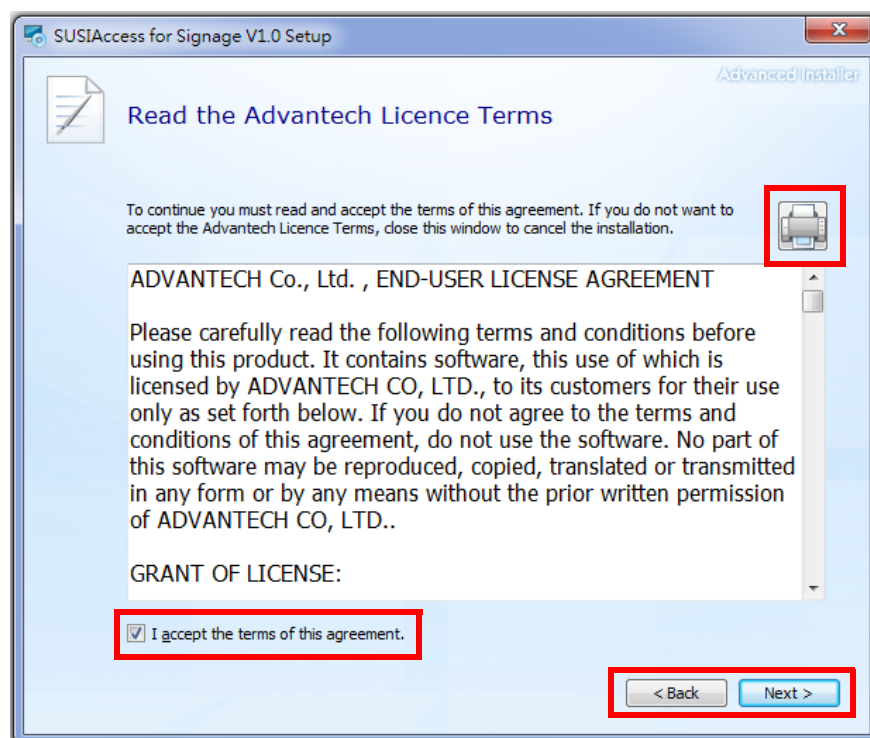 SUSIAccess for Signage V1.0 Setup
Advanced Installer
Read the Advantech Licence Terms
To continue you must read and accept the terms of this agreement. If you do not want to
accept the Advantech Licence Terms, close this window to cancel the installation.
ADVANTECH Co., Ltd. , END-USER LICENSE AGREEMENT
Please carefully read the following terms and conditions before
using this product. It contains software, this use of which is
licensed by ADVANTECH CO, LTD., to its customers for their use
only as set forth below. If you do not agree to the terms and
conditions of this agreement, do not use the software. No part of
this software may be reproduced, copied, translated or transmitted
in any form or by any means without the prior written permission
of ADVANTECH CO, LTD..
GRANT OF LICENSE:
I accept the terms of this agreement.
< Back Next >